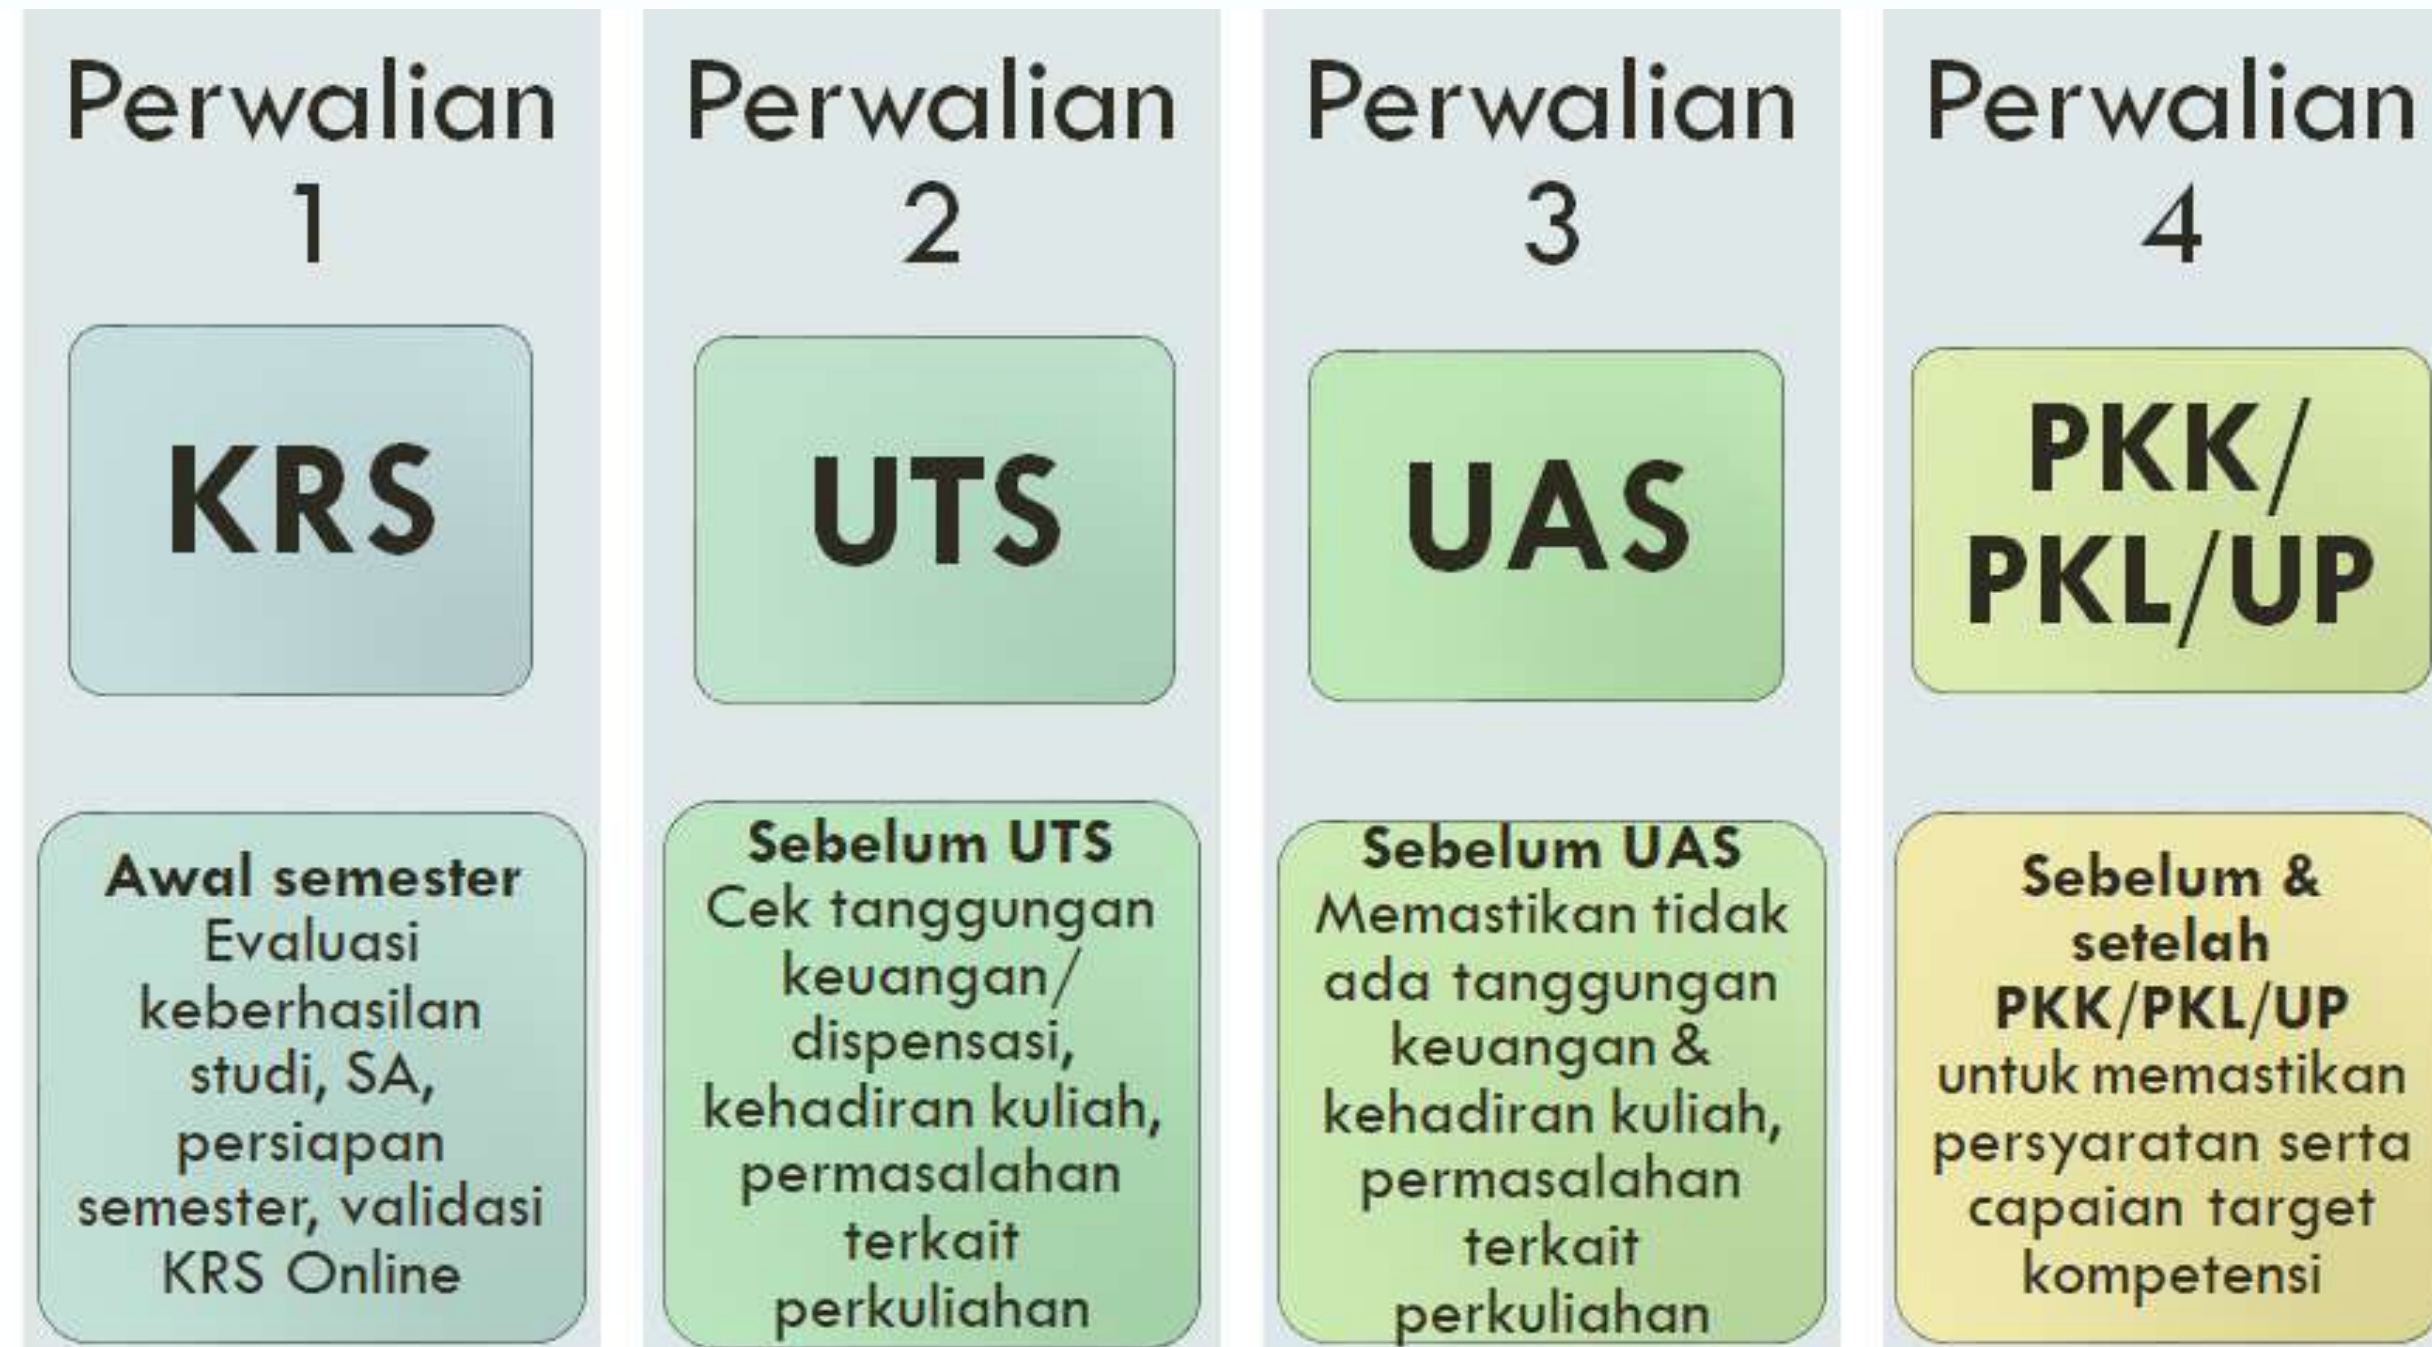 Perwalian
1
KRS
Awal semester
Evaluasi
keberhasilan
studi, SA,
persiapan
semester, validasi
KRS Online
Perwalian
2
UTS
Sebelum UTS
Cek tanggungan
keuangan/
dispensasi,
kehadiran kuliah,
permasalahan
terkait
perkuliahan
Perwalian
3
UAS
Sebelum UAS
Memastikan tidak
ada tanggungan
keuangan &
kehadiran kuliah,
permasalahan
terkait
perkuliahan
Perwalian
4
PKK/
PKL/UP
Sebelum &
setelah
PKK/PKL/UP
untuk memastikan
persyaratan serta
capaian target
kompetensi